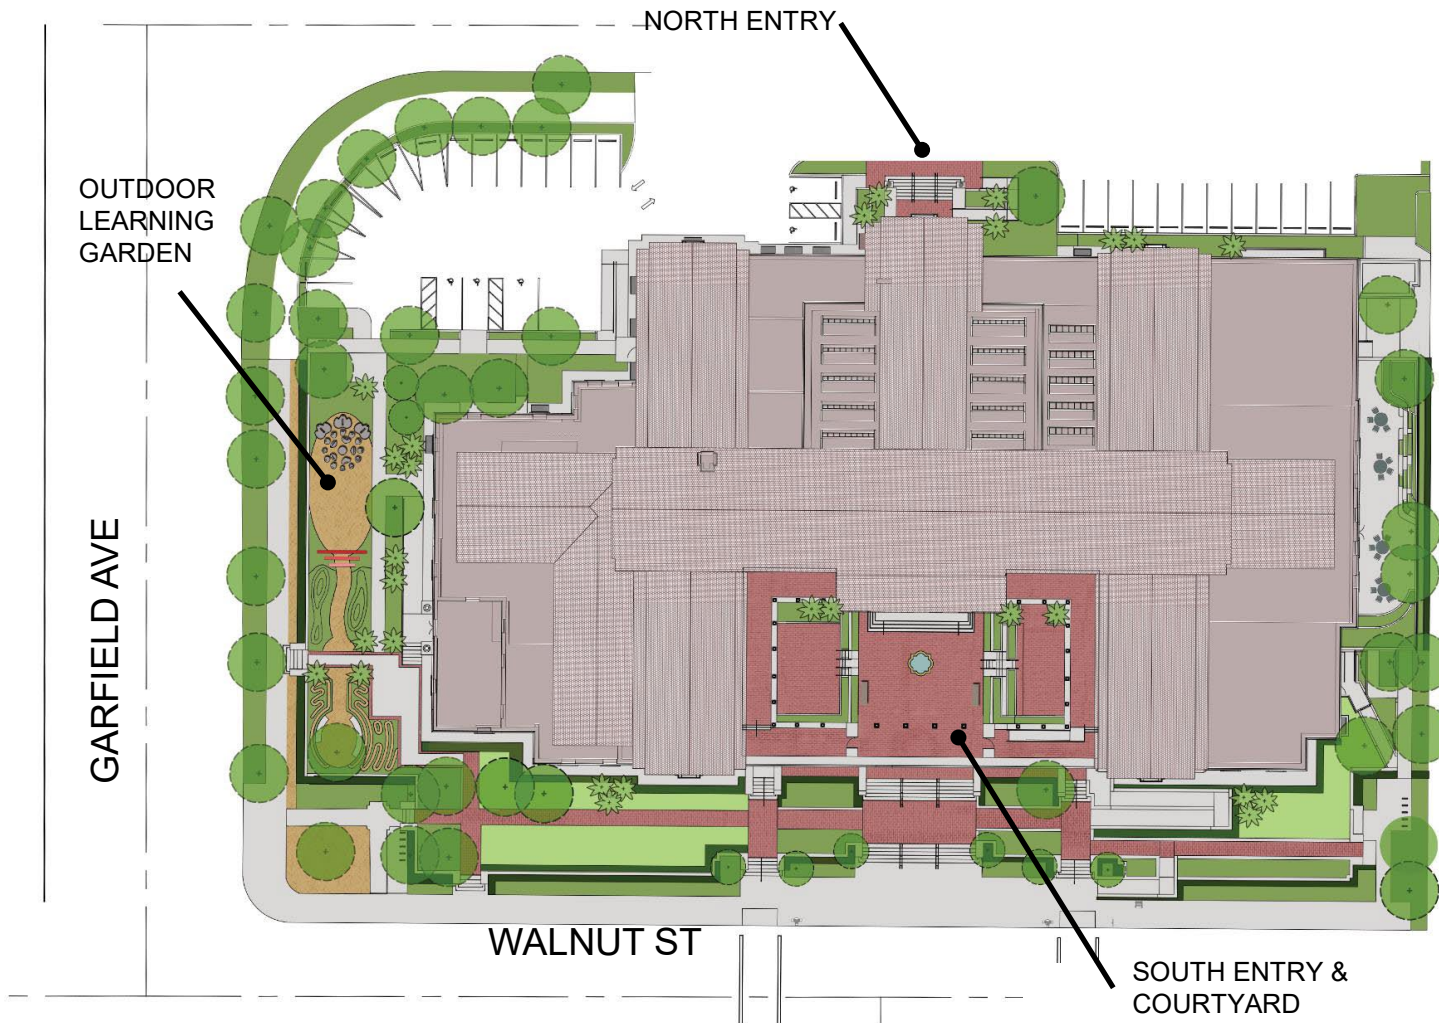 NORTH ENTRY
OUTDOOR
LEARNING
GARDEN
GARFIELD AVE
WALNUT ST
SOUTH ENTRY &
COURTYARD